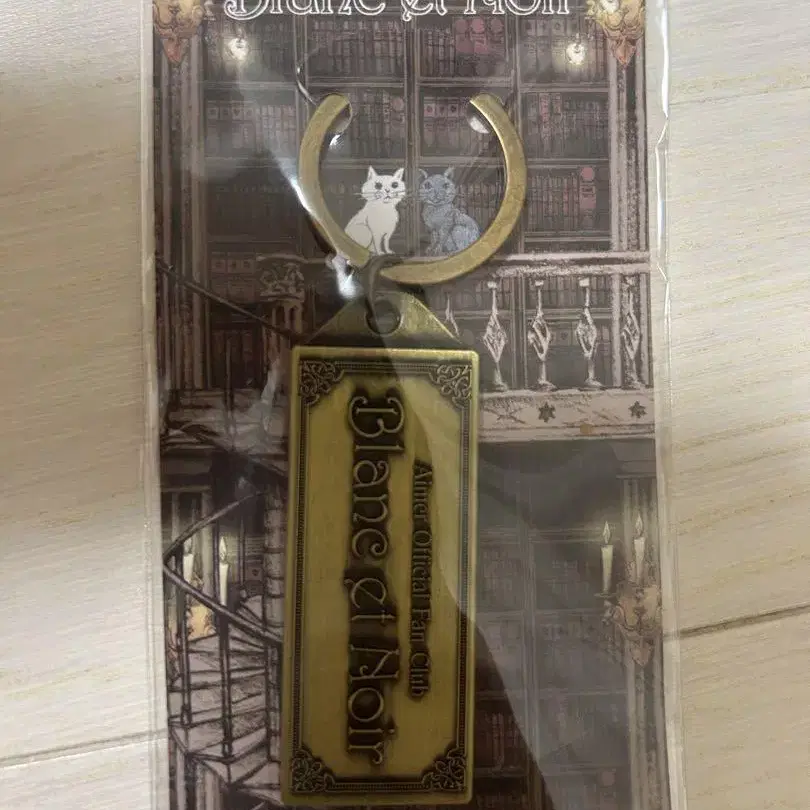 Blanc et Noir
Aimer Official Fan Club
Blanc et Noir